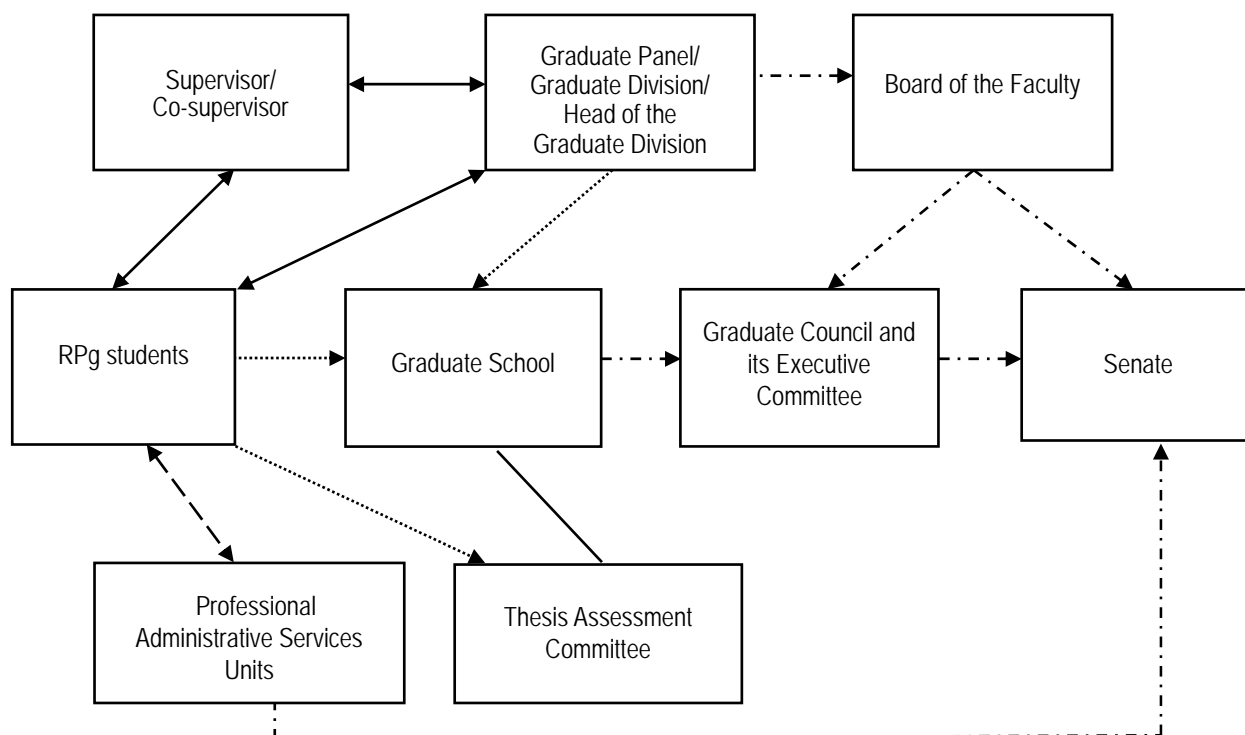 Supervisor/
Co-supervisor
Graduate Panel/
Graduate Division/
Head of the
Graduate Division
Board of the Faculty
RPg students
Graduate School
Graduate Council and
its Executive
Committee
Senate
Professional
Administrative Services
Units
Thesis Assessment
Committee